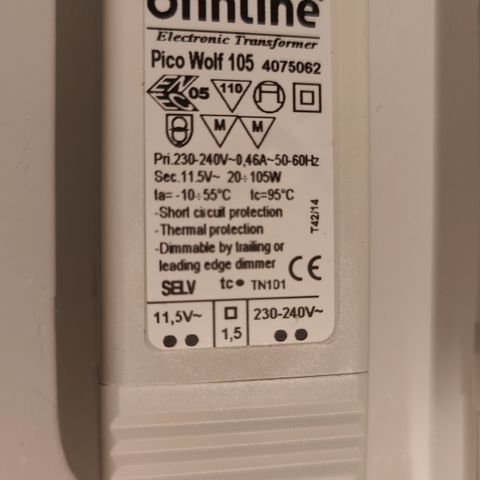 onnline
Electronic Transformer
Pico Wolf 105 4075062
ENEC 05 110
M M
Pri.230-240V~0,46A~50-60Hz
Sec.11.5V~ 20÷105W
ta= -10÷55°C tc=95°C
-Short circuit protection
-Thermal protection
-Dimmable by trailing or
leading edge dimmer CE
T42/14
SELV tc• TN101
11,5V~ 1,5 230-240V~